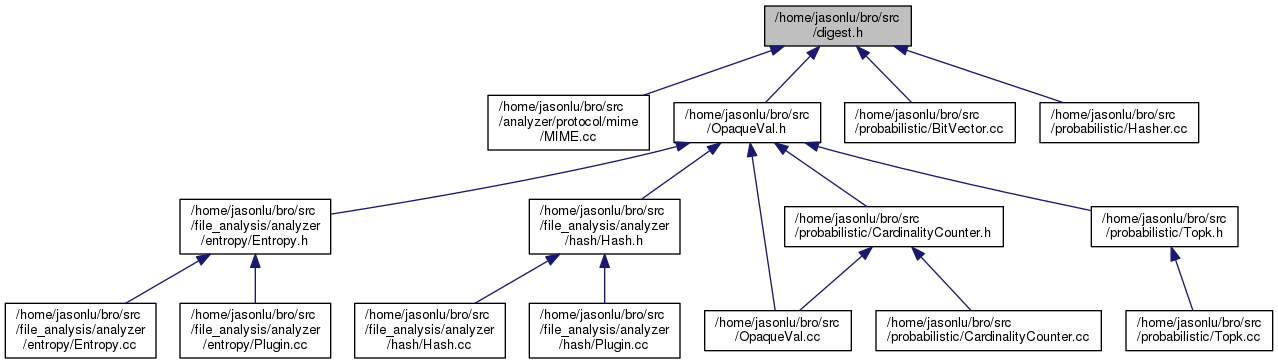 /home/jasonlu/bro/src
/digest.h
/home/jasonlu/bro/src
/analyzer/protocol/mime
/MIME.cc
/home/jasonlu/bro/src
/OpaqueVal.h
/home/jasonlu/bro/src
/probabilistic/BitVector.cc
/home/jasonlu/bro/src
/probabilistic/Hasher.cc
/home/jasonlu/bro/src
/file_analysis/analyzer
/entropy/Entropy.h
/home/jasonlu/bro/src
/file_analysis/analyzer
/hash/Hash.h
/home/jasonlu/bro/src
/probabilistic/CardinalityCounter.h
/home/jasonlu/bro/src
/probabilistic/Topk.h
/home/jasonlu/bro/src
/file_analysis/analyzer
/entropy/Entropy.cc
/home/jasonlu/bro/src
/file_analysis/analyzer
/entropy/Plugin.cc
/home/jasonlu/bro/src
/file_analysis/analyzer
/hash/Hash.cc
/home/jasonlu/bro/src
/file_analysis/analyzer
/hash/Plugin.cc
/home/jasonlu/bro/src
/OpaqueVal.cc
/home/jasonlu/bro/src
/probabilistic/CardinalityCounter.cc
/home/jasonlu/bro/src
/probabilistic/Topk.cc